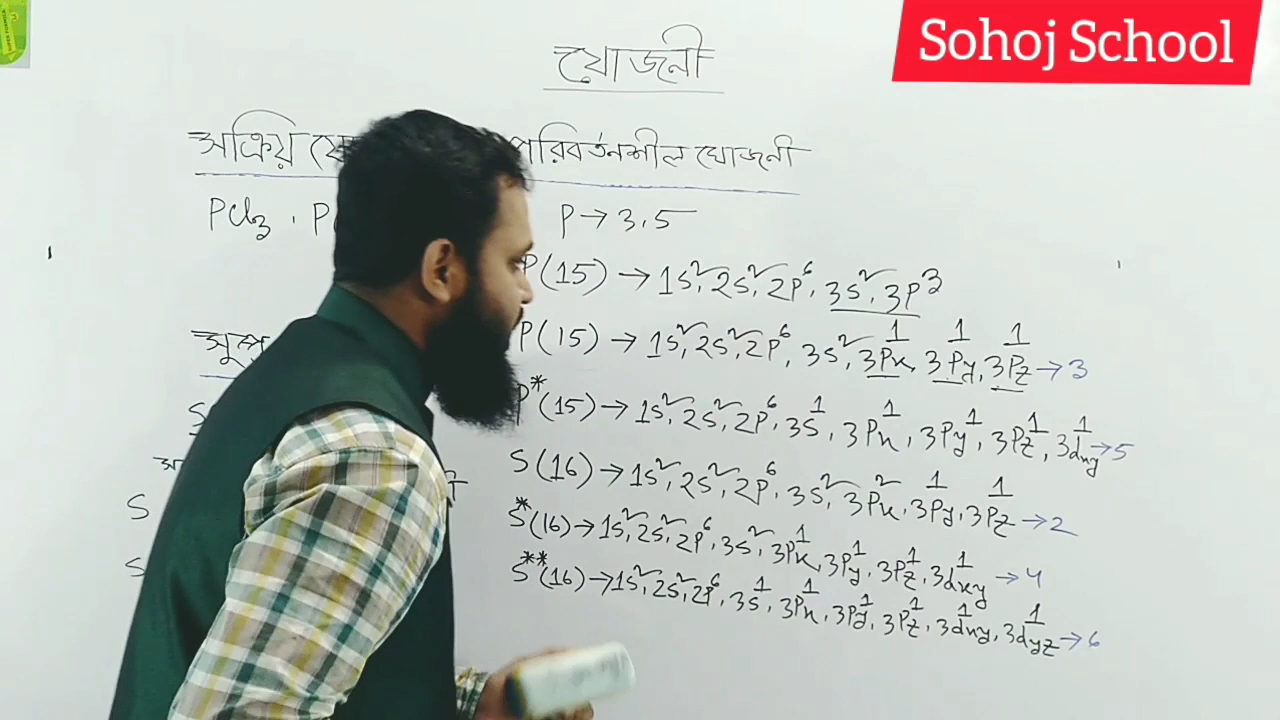 Sohoj School
যোজনী
সক্রিয় পরিবর্তনশীল যোজনী
PCl₃ , P P → 3, 5
P(15) → 1s², 2s², 2p⁶, 3s², 3p³
সুপ্ত P(15) → 1s², 2s², 2p⁶, 3s², 3Px¹, 3Py¹, 3Pz¹ → 3
P*(15) → 1s², 2s², 2p⁶, 3s¹, 3Px¹, 3Py¹, 3Pz¹, 3dxy¹ → 5
S(16) → 1s², 2s², 2p⁶, 3s², 3Px², 3Py¹, 3Pz¹ → 2
S S*(16) → 1s², 2s², 2p⁶, 3s², 3Px¹, 3Py¹, 3Pz¹, 3dxy¹ → 4
S S**(16) → 1s², 2s², 2p⁶, 3s¹, 3Px¹, 3Py¹, 3Pz¹, 3dxy¹, 3dyz¹ → 6